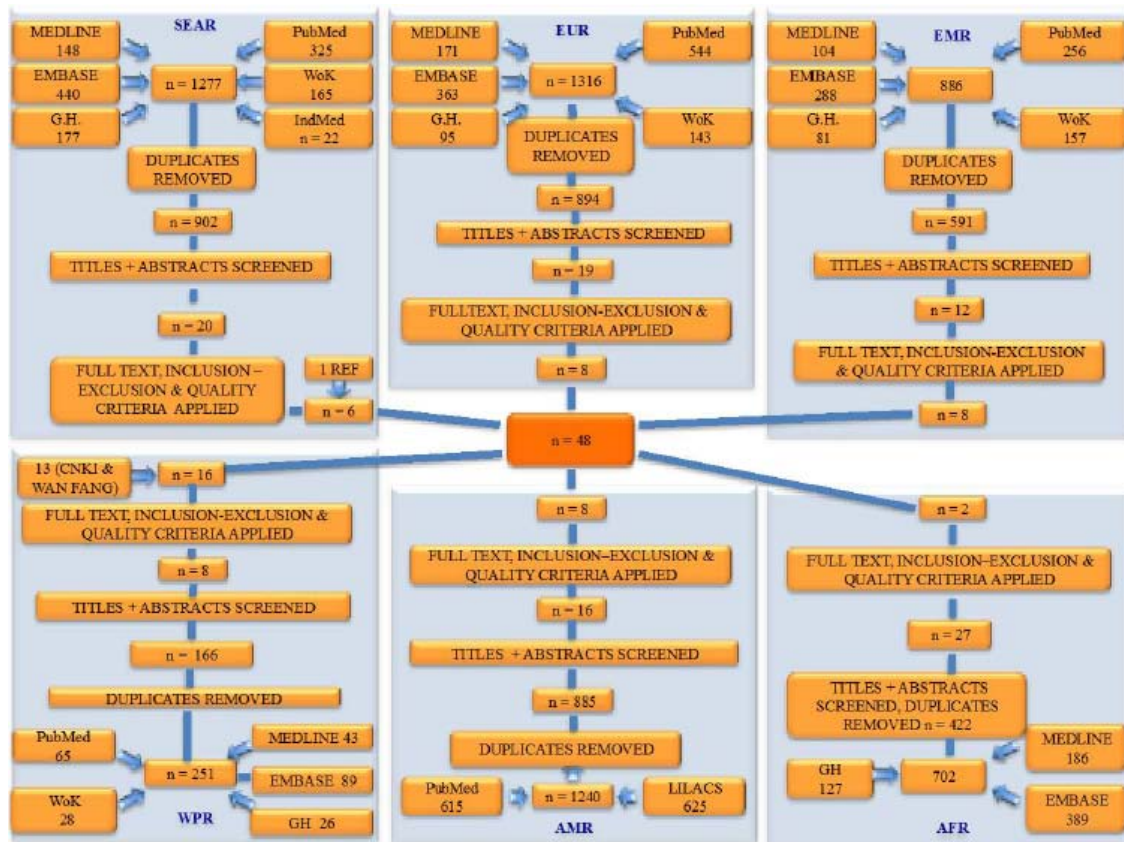 SEAR
MEDLINE
148
PubMed
325
EMBASE
440
n = 1277
WoK
165
G.H.
177
IndMed
n = 22
DUPLICATES
REMOVED
n = 902
TITLES + ABSTRACTS SCREENED
n = 20
FULL TEXT, INCLUSION –
EXCLUSION & QUALITY
CRITERIA APPLIED
1 REF
n = 6
EUR
MEDLINE
171
PubMed
544
EMBASE
363
n = 1316
G.H.
95
WoK
143
DUPLICATES
REMOVED
n = 894
TITLES + ABSTRACTS SCREENED
n = 19
FULLTEXT, INCLUSION-EXCLUSION &
QUALITY CRITERIA APPLIED
n = 8
EMR
MEDLINE
104
PubMed
256
EMBASE
288
886
G.H.
81
WoK
157
DUPLICATES
REMOVED
n = 591
TITLES + ABSTRACTS SCREENED
n = 12
FULL TEXT, INCLUSION-EXCLUSION
& QUALITY CRITERIA APPLIED
n = 8
n = 48
13 (CNKI &
WAN FANG)
n = 16
FULL TEXT, INCLUSION-EXCLUSION &
QUALITY CRITERIA APPLIED
n = 8
TITLES + ABSTRACTS SCREENED
n = 166
DUPLICATES REMOVED
PubMed
65
MEDLINE 43
n = 251
EMBASE 89
WoK
28
GH 26
WPR
n = 8
FULL TEXT, INCLUSION–EXCLUSION &
QUALITY CRITERIA APPLIED
n = 16
TITLES + ABSTRACTS SCREENED
n = 885
DUPLICATES REMOVED
PubMed
615
n = 1240
LILACS
625
AMR
n = 2
FULL TEXT, INCLUSION–EXCLUSION &
QUALITY CRITERIA APPLIED
n = 27
TITLES + ABSTRACTS
SCREENED, DUPLICATES
REMOVED n = 422
MEDLINE
186
GH
127
702
EMBASE
389
AFR